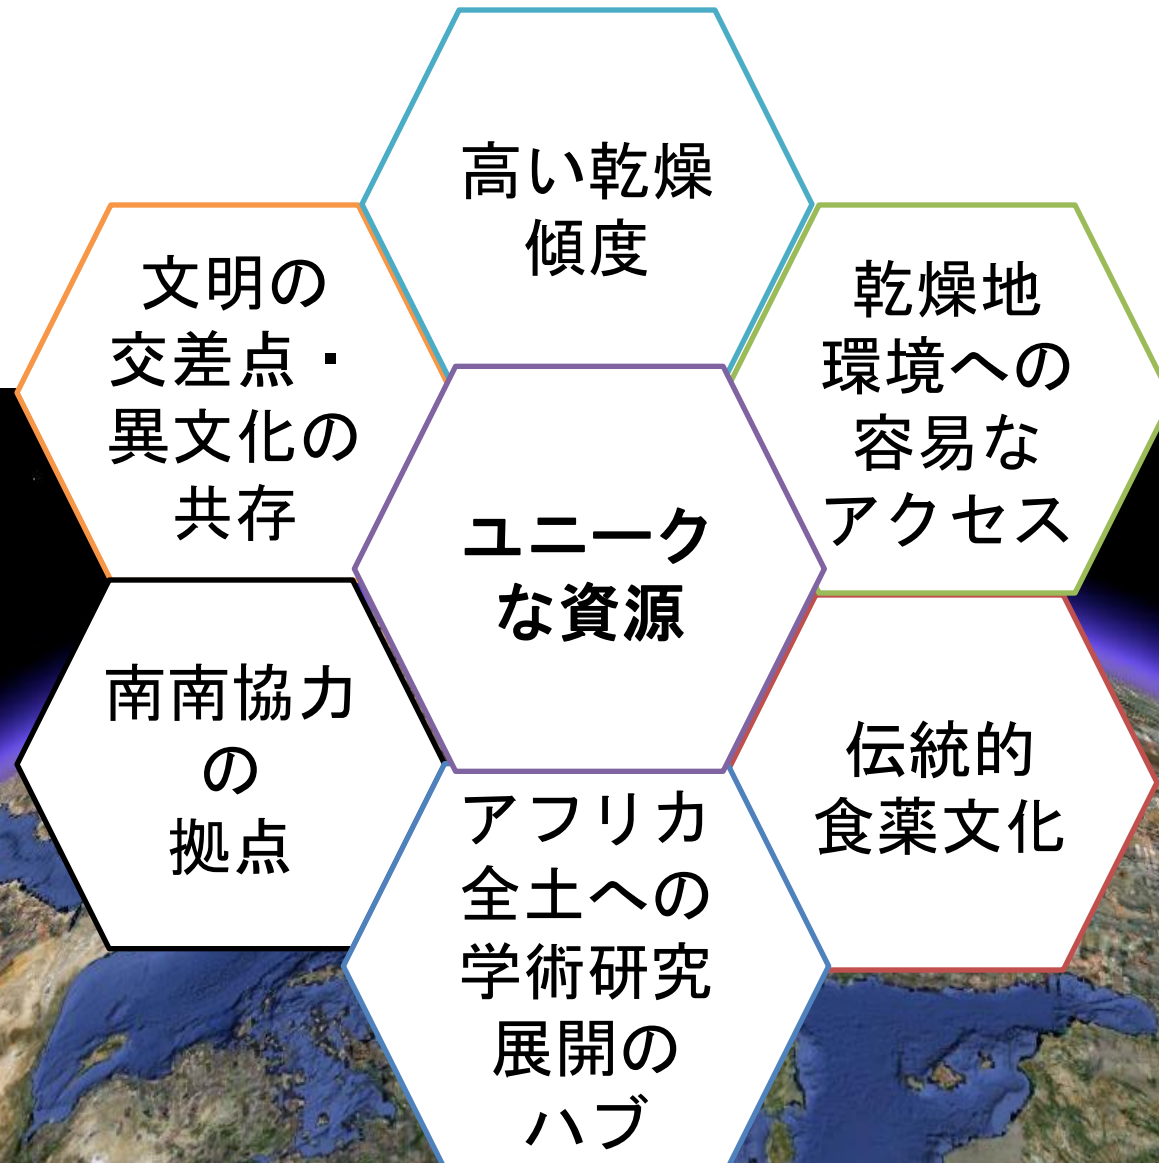 高い乾燥
傾度
文明の
交差点・
異文化の
共存
乾燥地
環境への
容易な
アクセス
ユニーク
な資源
南南協力
の
拠点
伝統的
食薬文化
アフリカ
全土への
学術研究
展開の
ハブ